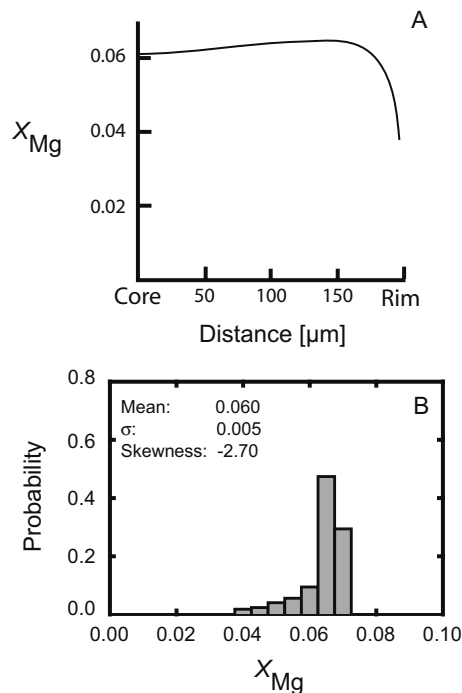 A
0.06
X_Mg
0.04
0.02
Core 50 100 150 Rim
Distance [µm]
0.8
Mean: 0.060
B
σ: 0.005
Skewness: -2.70
0.6
Probability
0.4
0.2
0.0
0.00 0.02 0.04 0.06 0.08 0.10
X_Mg